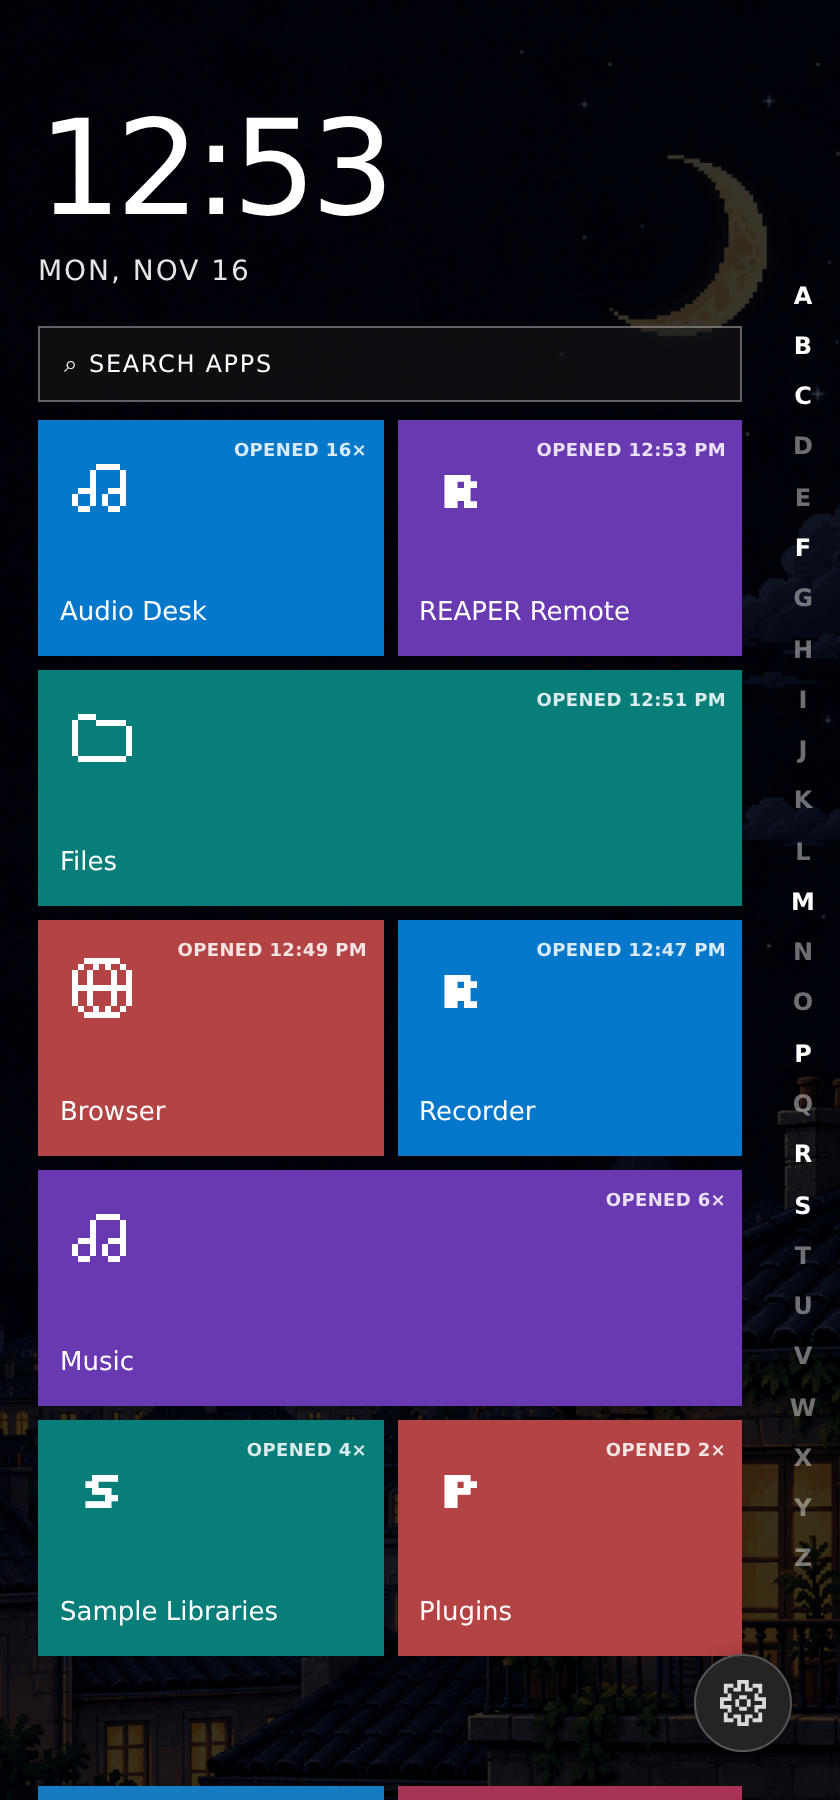 12:53
MON, NOV 16
⌕ SEARCH APPS
OPENED 16×
Audio Desk
OPENED 12:53 PM
R
REAPER Remote
OPENED 12:51 PM
Files
OPENED 12:49 PM
Browser
OPENED 12:47 PM
R
Recorder
OPENED 6×
Music
OPENED 4×
S
Sample Libraries
OPENED 2×
P
Plugins
A
B
C
D
E
F
G
H
I
J
K
L
M
N
O
P
Q
R
S
T
U
V
W
X
Y
Z